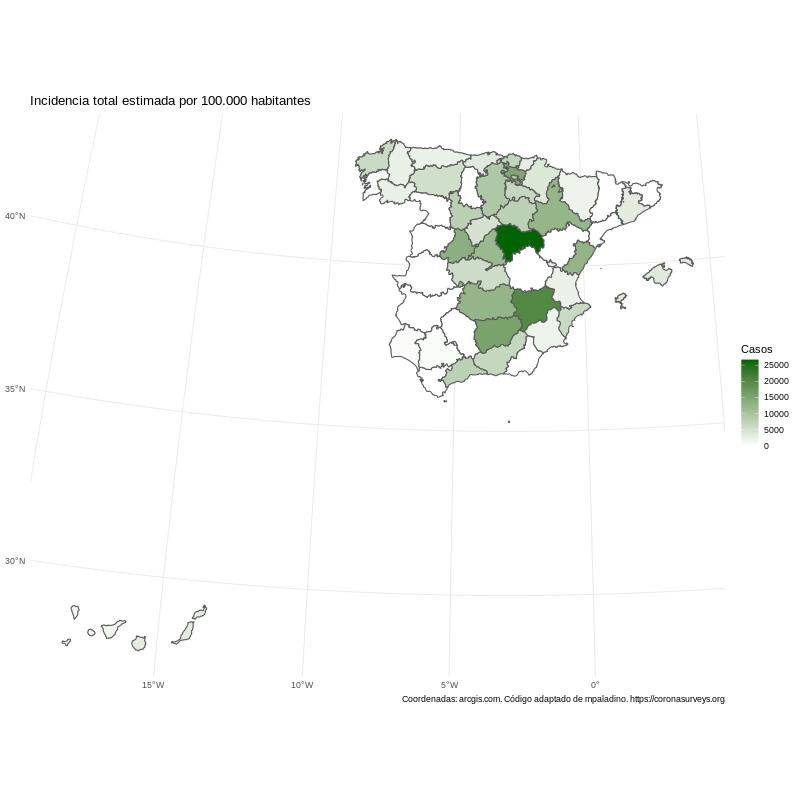 Incidencia total estimada por 100.000 habitantes
40°N
35°N
30°N
15°W
10°W
5°W
0°
Casos
25000
20000
15000
10000
5000
0
Coordenadas: arcgis.com. Código adaptado de mpaladino. https://coronasurveys.org